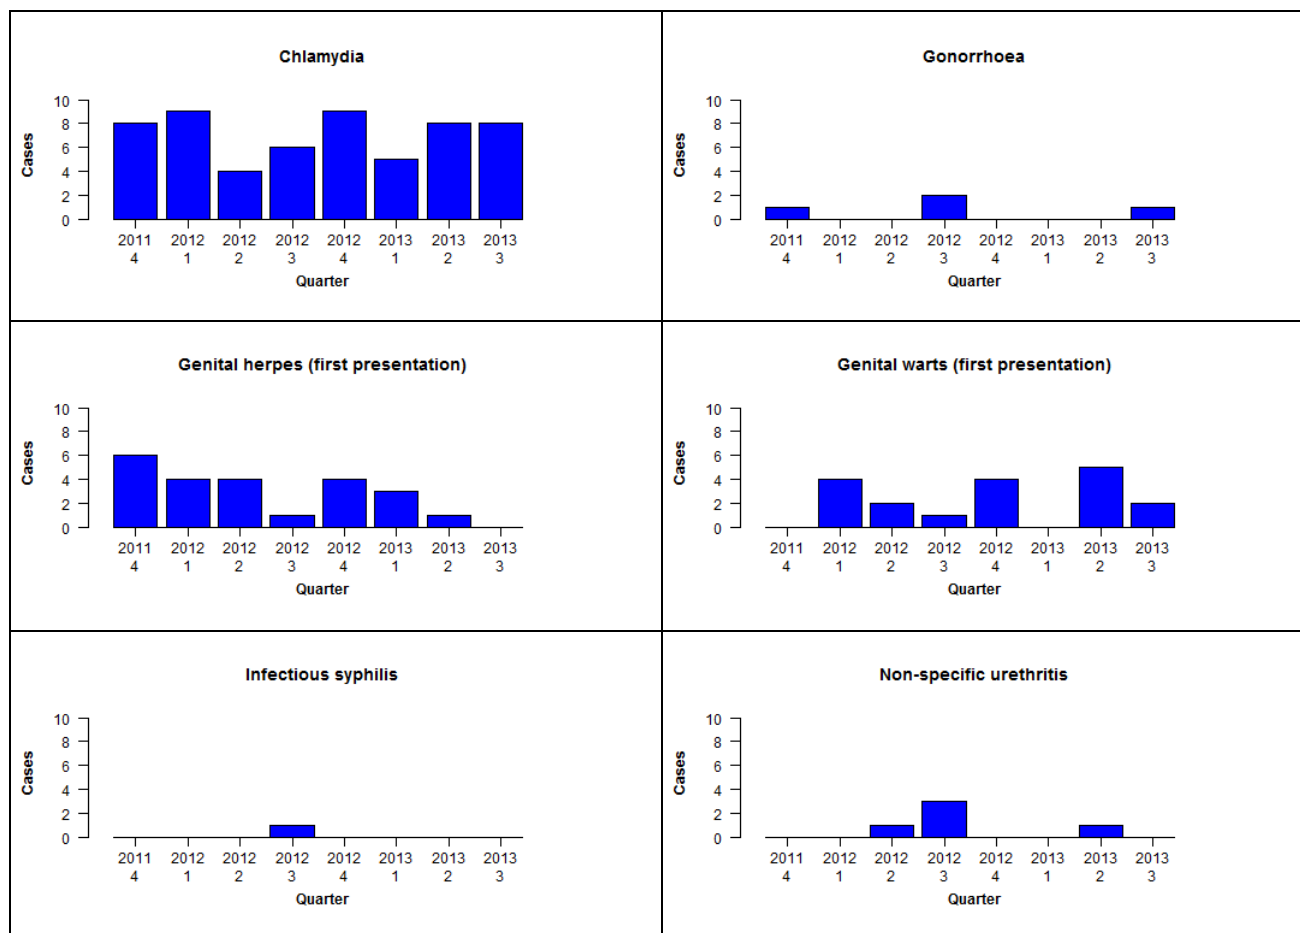 Chlamydia
10
8
6
4
2
0
Cases
2011 2012 2012 2012 2012 2013 2013 2013
4 1 2 3 4 1 2 3
Quarter
Gonorrhoea
10
8
6
4
2
0
Cases
2011 2012 2012 2012 2012 2013 2013 2013
4 1 2 3 4 1 2 3
Quarter
Genital herpes (first presentation)
10
8
6
4
2
0
Cases
2011 2012 2012 2012 2012 2013 2013 2013
4 1 2 3 4 1 2 3
Quarter
Genital warts (first presentation)
10
8
6
4
2
0
Cases
2011 2012 2012 2012 2012 2013 2013 2013
4 1 2 3 4 1 2 3
Quarter
Infectious syphilis
10
8
6
4
2
0
Cases
2011 2012 2012 2012 2012 2013 2013 2013
4 1 2 3 4 1 2 3
Quarter
Non-specific urethritis
10
8
6
4
2
0
Cases
2011 2012 2012 2012 2012 2013 2013 2013
4 1 2 3 4 1 2 3
Quarter